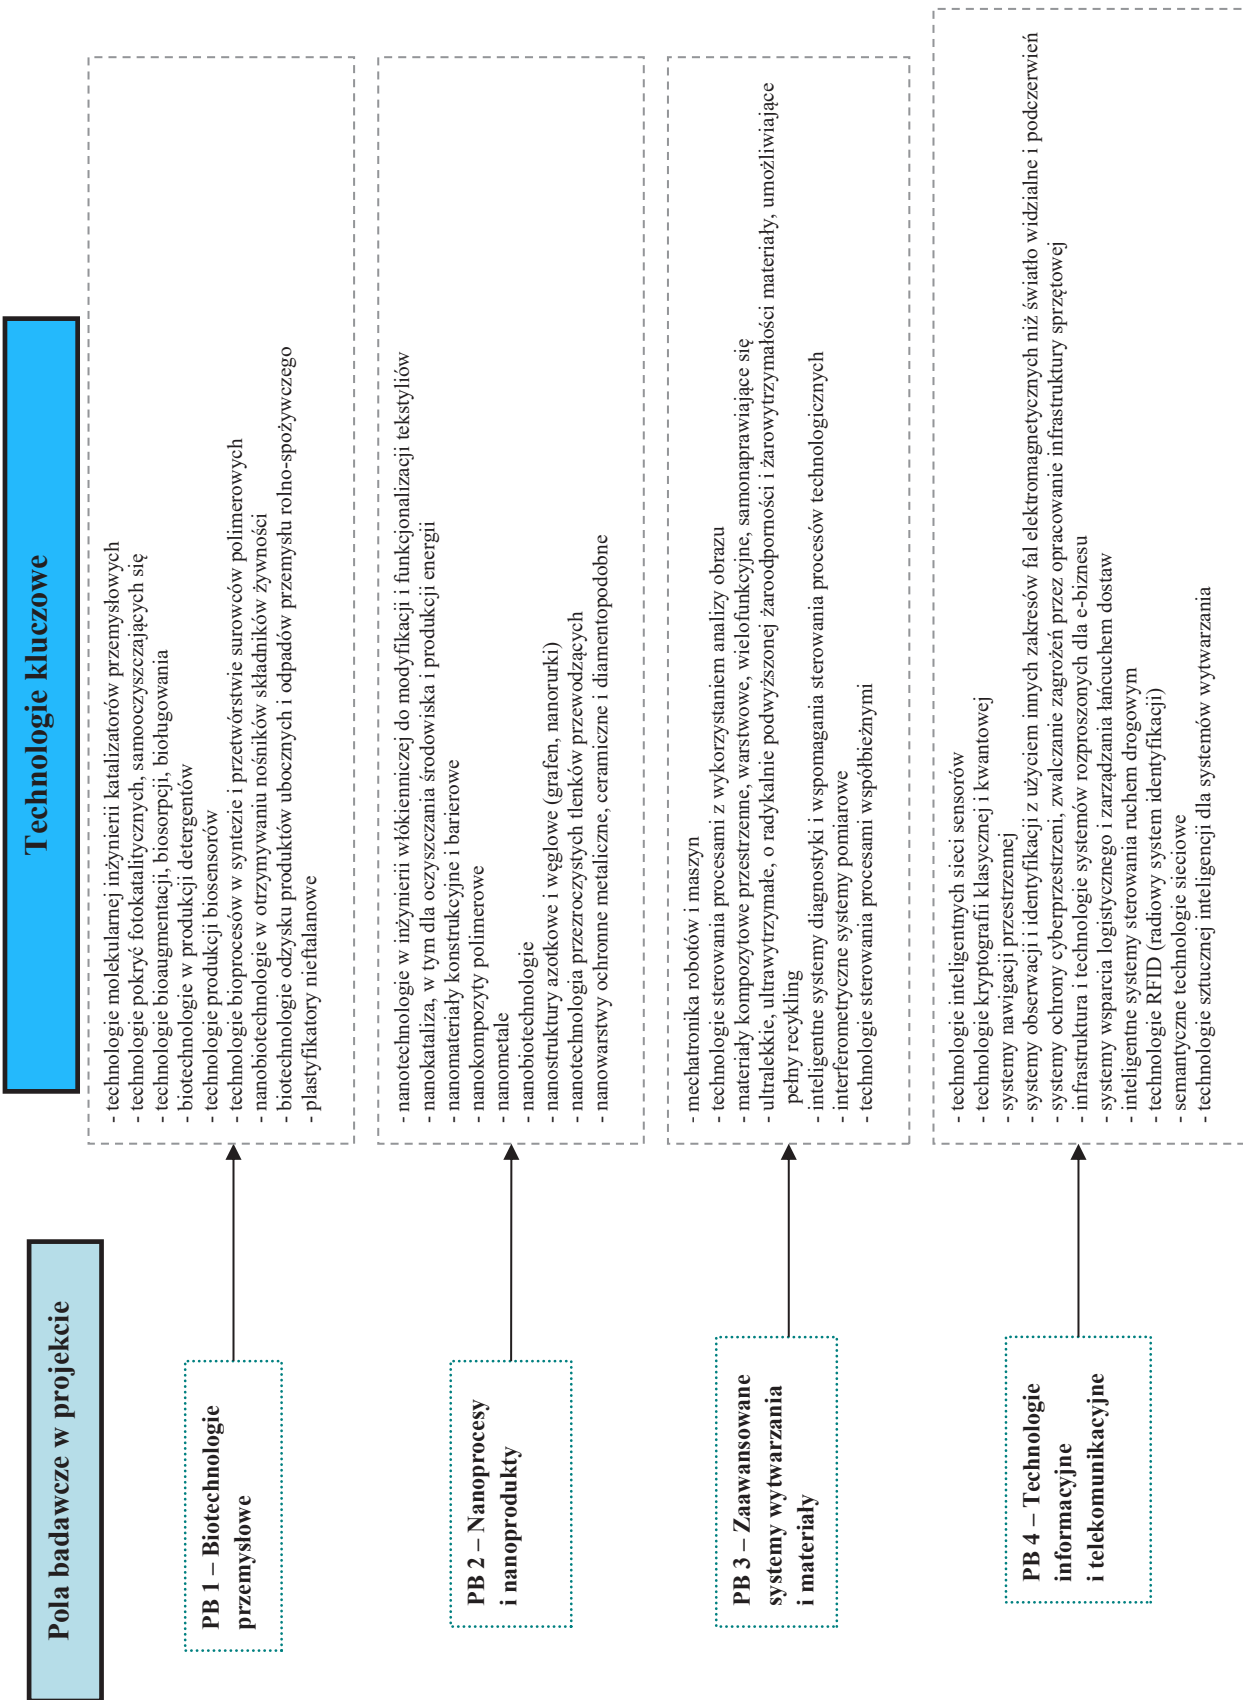 Pola badawcze w projekcie
Technologie kluczowe
PB 1 – Biotechnologie
przemysłowe
- technologie molekularnej inżynierii katalizatorów przemysłowych
- technologie pokryć fotokatalitycznych, samooczyszczających się
- technologie bioaugmentacji, biosorpcji, bioługowania
- biotechnologie w produkcji detergentów
- technologie produkcji biosensorów
- technologie bioprocesów w syntezie i przetwórstwie surowców polimerowych
- nanobiotechnologie w otrzymywaniu nośników składników żywności
- biotechnologie odzysku produktów ubocznych i odpadów przemysłu rolno-spożywczego
- plastyfikatory nieftalanowe
PB 2 – Nanoprocesy
i nanoprodukty
- nanotechnologie w inżynierii włókienniczej do modyfikacji i funkcjonalizacji tekstyliów
- nanokataliza, w tym dla oczyszczania środowiska i produkcji energii
- nanomateriały konstrukcyjne i barierowe
- nanokompozyty polimerowe
- nanometale
- nanobiotechnologie
- nanostruktury azotkowe i węglowe (grafen, nanorurki)
- nanotechnologia przezroczystych tlenków przewodzących
- nanowarstwy ochronne metaliczne, ceramiczne i diamentopodobne
PB 3 – Zaawansowane
systemy wytwarzania
i materiały
- mechatronika robotów i maszyn
- technologie sterowania procesami z wykorzystaniem analizy obrazu
- materiały kompozytowe przestrzenne, warstwowe, wielofunkcyjne, samonaprawiające się
- ultralekkie, ultrawytrzymałe, o radykalnie podwyższonej żaroodporności i żarowytrzymałości materiały, umożliwiające
pełny recykling
- inteligentne systemy diagnostyki i wspomagania sterowania procesów technologicznych
- interferometryczne systemy pomiarowe
- technologie sterowania procesami współbieżnymi
PB 4 – Technologie
informacyjne
i telekomunikacyjne
- technologie inteligentnych sieci sensorów
- technologie kryptografii klasycznej i kwantowej
- systemy nawigacji przestrzennej
- systemy obserwacji i identyfikacji z użyciem innych zakresów fal elektromagnetycznych niż światło widzialne i podczerwień
- systemy ochrony cyberprzestrzeni, zwalczanie zagrożeń przez opracowanie infrastruktury sprzętowej
- infrastruktura i technologie systemów rozproszonych dla e-biznesu
- systemy wsparcia logistycznego i zarządzania łańcuchem dostaw
- inteligentne systemy sterowania ruchem drogowym
- technologie RFID (radiowy system identyfikacji)
- semantyczne technologie sieciowe
- technologie sztucznej inteligencji dla systemów wytwarzania